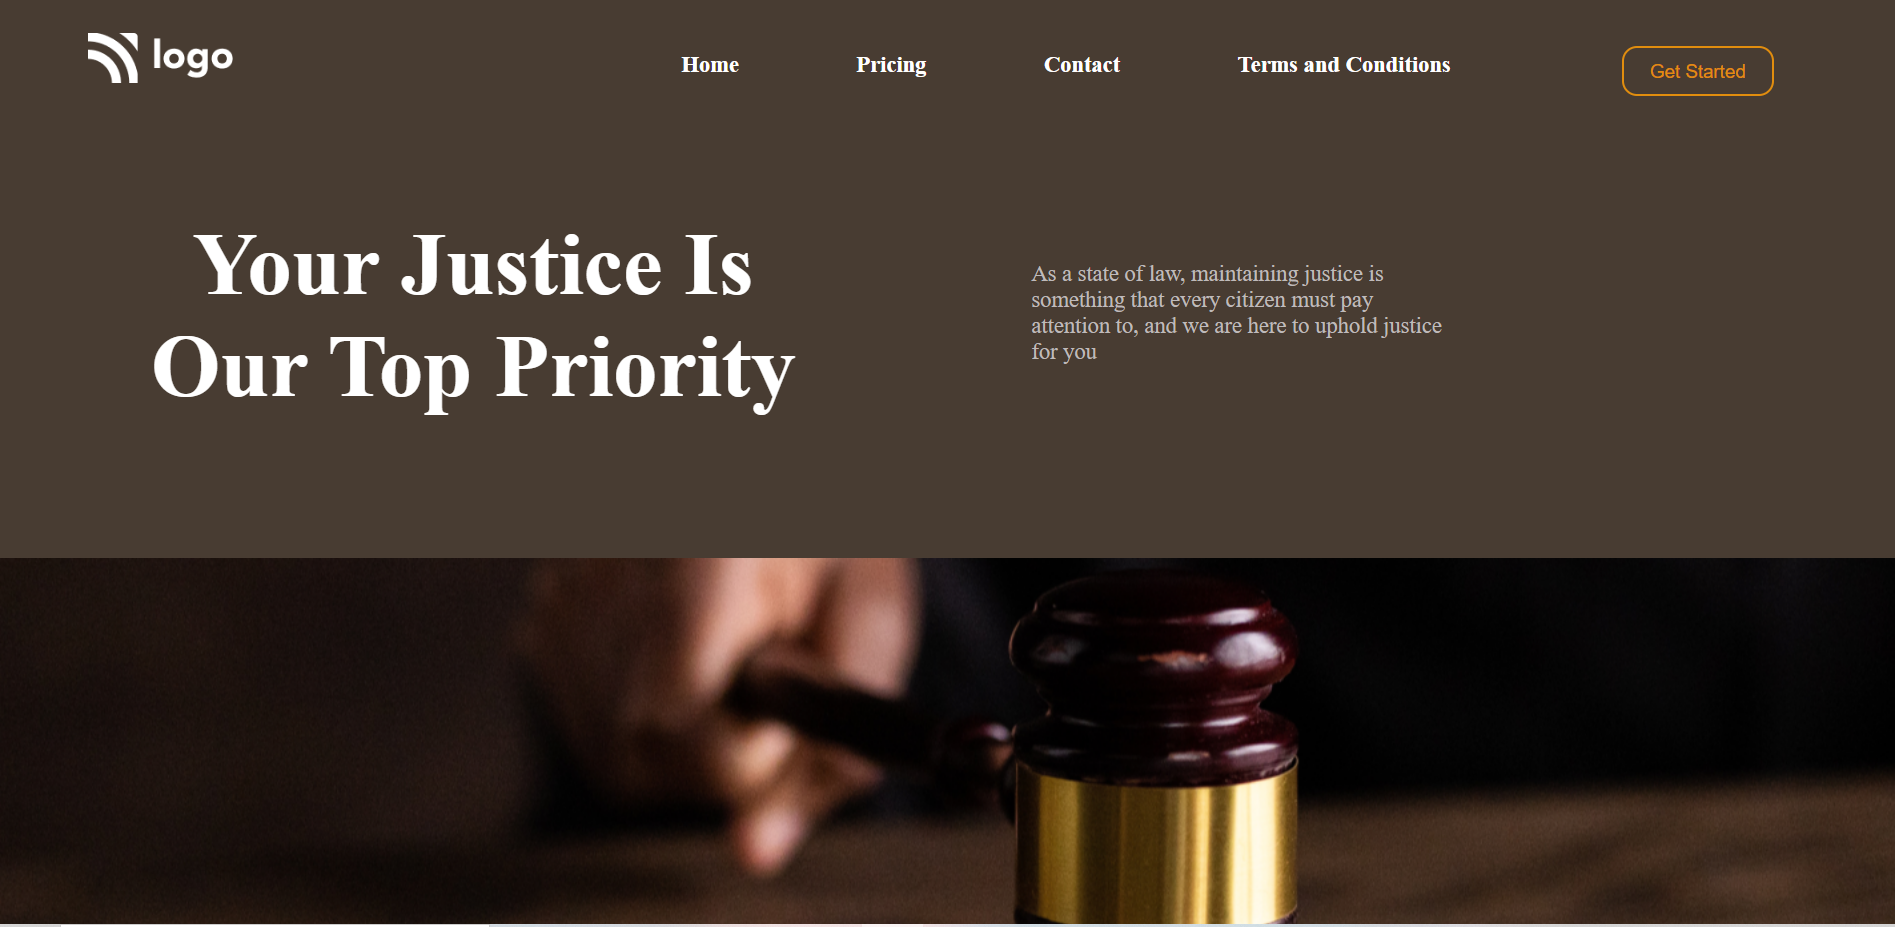 logo
Home
Pricing
Contact
Terms and Conditions
Get Started
Your Justice Is
Our Top Priority
As a state of law, maintaining justice is
something that every citizen must pay
attention to, and we are here to uphold justice
for you